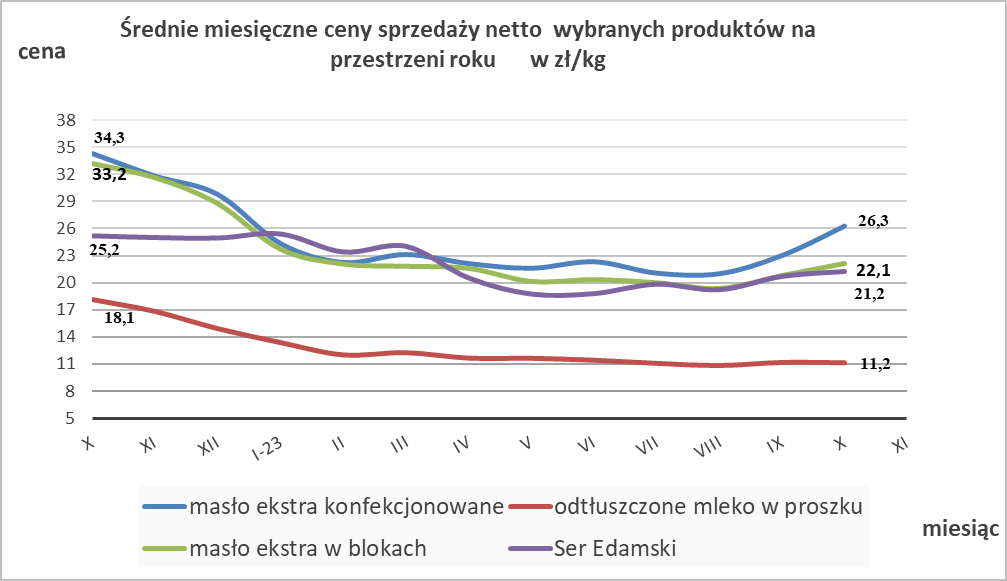 Średnie miesięczne ceny sprzedaży netto wybranych produktów na
przestrzeni roku w zł/kg
cena
38
35
32
29
26
23
20
17
14
11
8
5
34,3
33,2
25,2
18,1
26,3
22,1
21,2
11,2
X XI XII I-23 II III IV V VI VII VIII IX X XI
miesiąc
masło ekstra konfekcjonowane odtłuszczone mleko w proszku
masło ekstra w blokach Ser Edamski